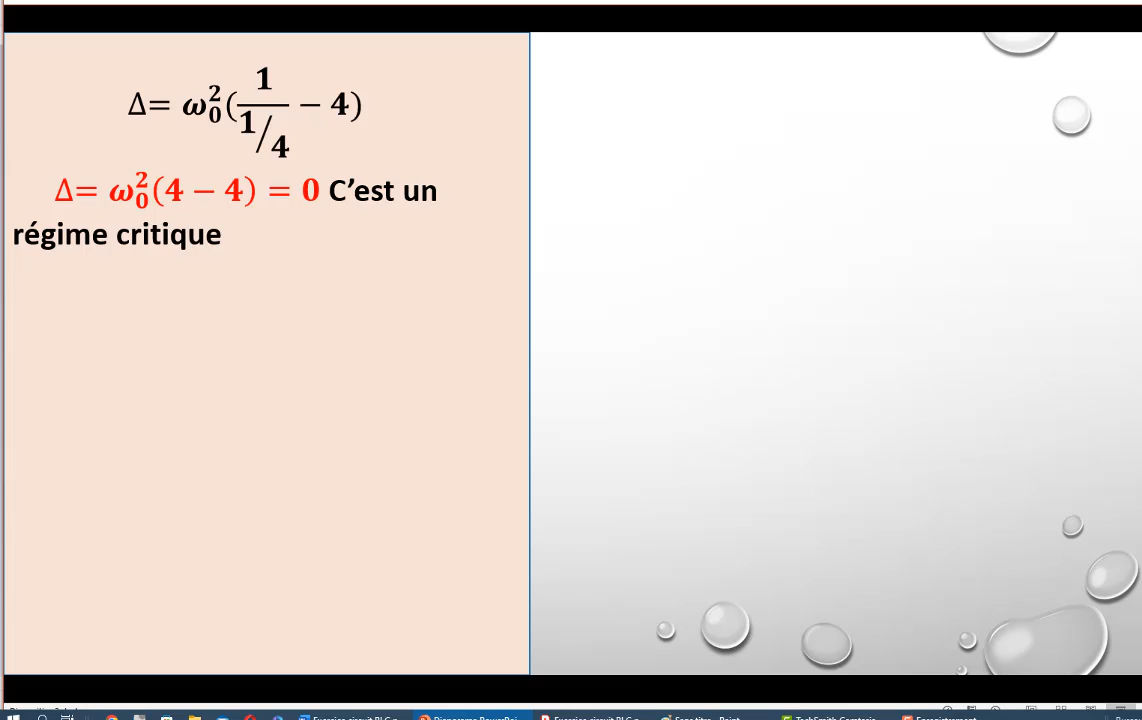 Δ= ω₀²(1/(1/4) − 4)
Δ= ω₀²(4 − 4) = 0 C’est un
régime critique